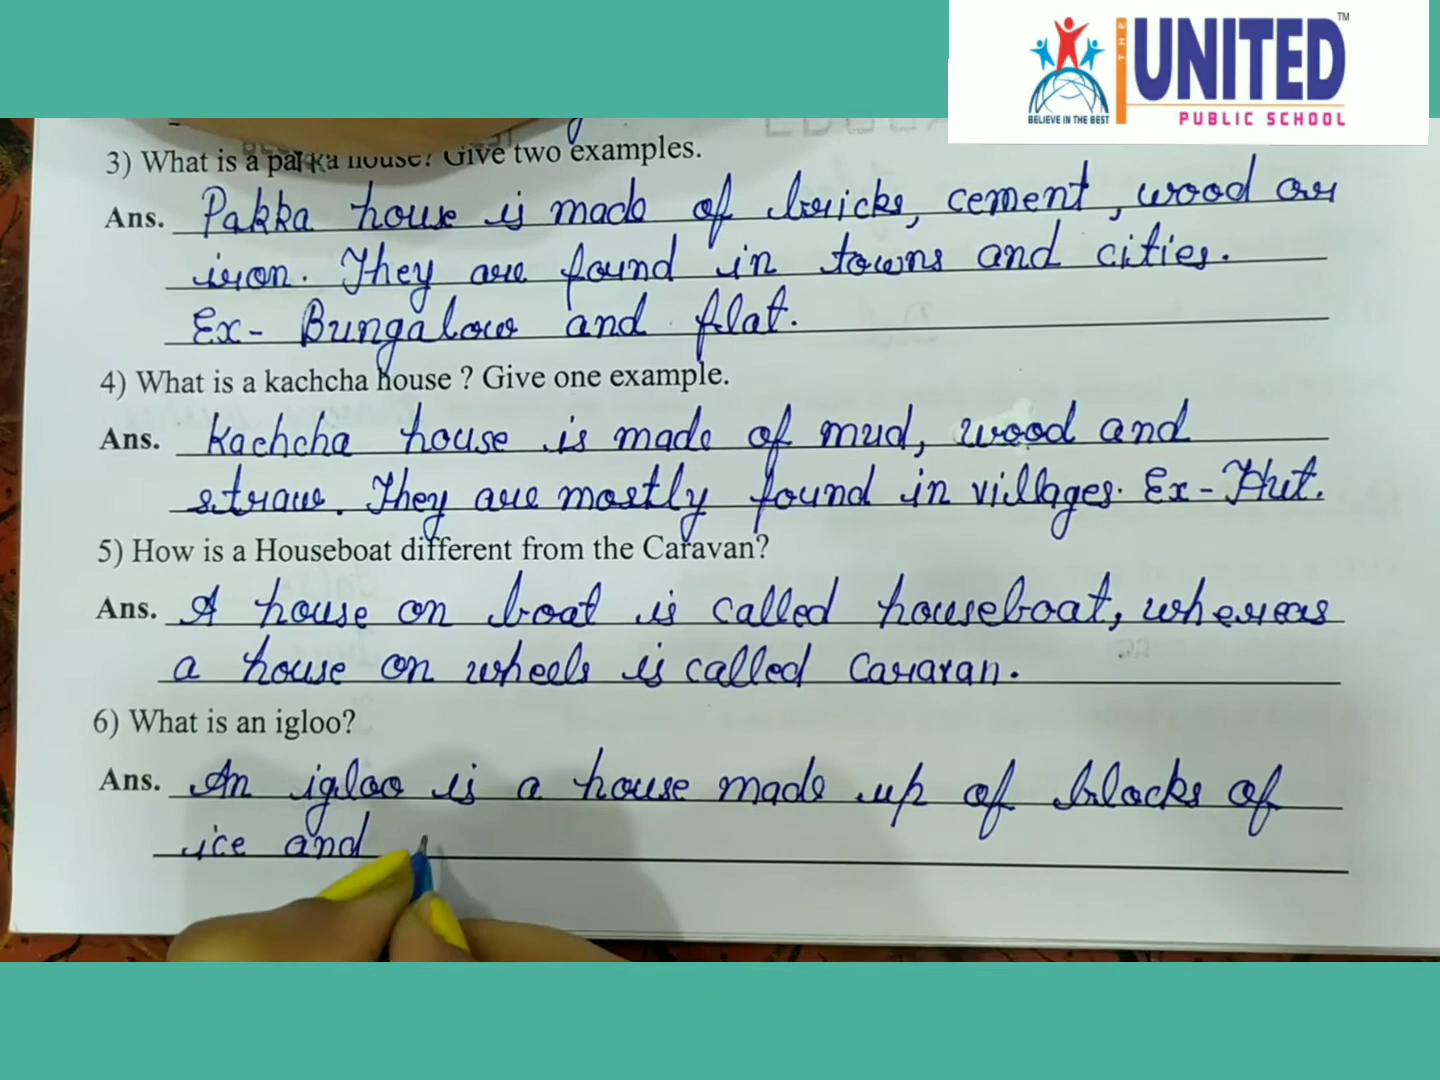 BELIEVE IN THE BEST
THE UNITED TM
PUBLIC SCHOOL
3) What is a pakka house? Give two examples.
Ans. Pakka house is made of bricks, cement, wood or
iron. They are found in towns and cities.
Ex- Bungalow and flat.
4) What is a kachcha house ? Give one example.
Ans. Kachcha house is made of mud, wood and
straw. They are mostly found in villages. Ex- Hut.
5) How is a Houseboat different from the Caravan?
Ans. A house on boat is called houseboat, whereas
a house on wheels is called Caravan.
6) What is an igloo?
Ans. An igloo is a house made up of blocks of
ice and